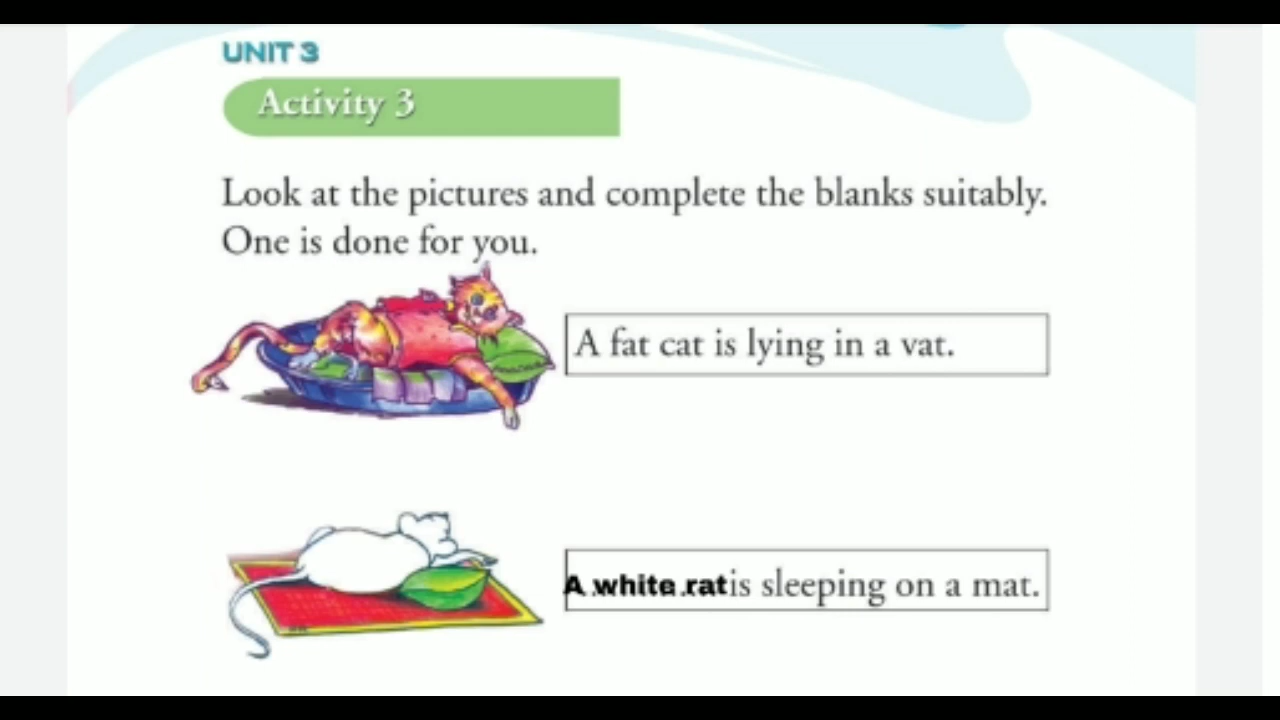 UNIT 3
Activity 3
Look at the pictures and complete the blanks suitably.
One is done for you.
A fat cat is lying in a vat.
A white rat is sleeping on a mat.